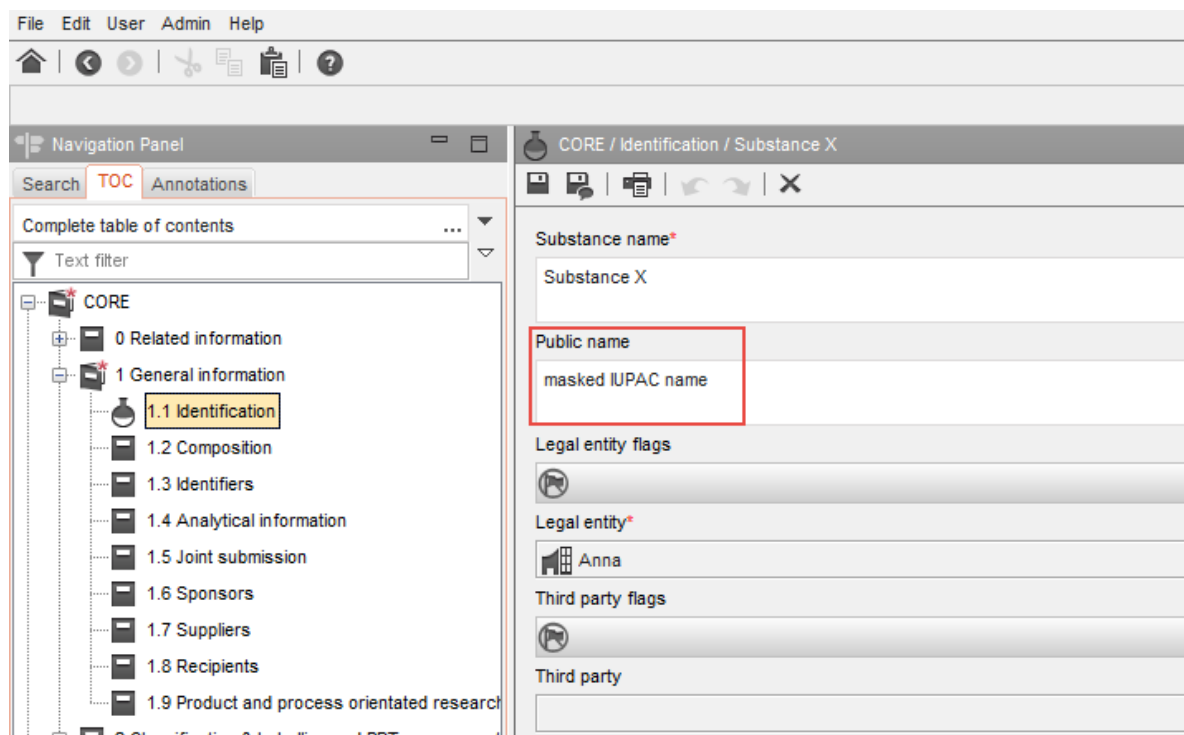 File Edit User Admin Help
Navigation Panel
CORE / Identification / Substance X
Search TOC Annotations
Complete table of contents ...
Text filter
CORE
0 Related information
1 General information
1.1 Identification
1.2 Composition
1.3 Identifiers
1.4 Analytical information
1.5 Joint submission
1.6 Sponsors
1.7 Suppliers
1.8 Recipients
1.9 Product and process orientated research
Substance name*
Substance X
Public name
masked IUPAC name
Legal entity flags
Legal entity*
Anna
Third party flags
Third party